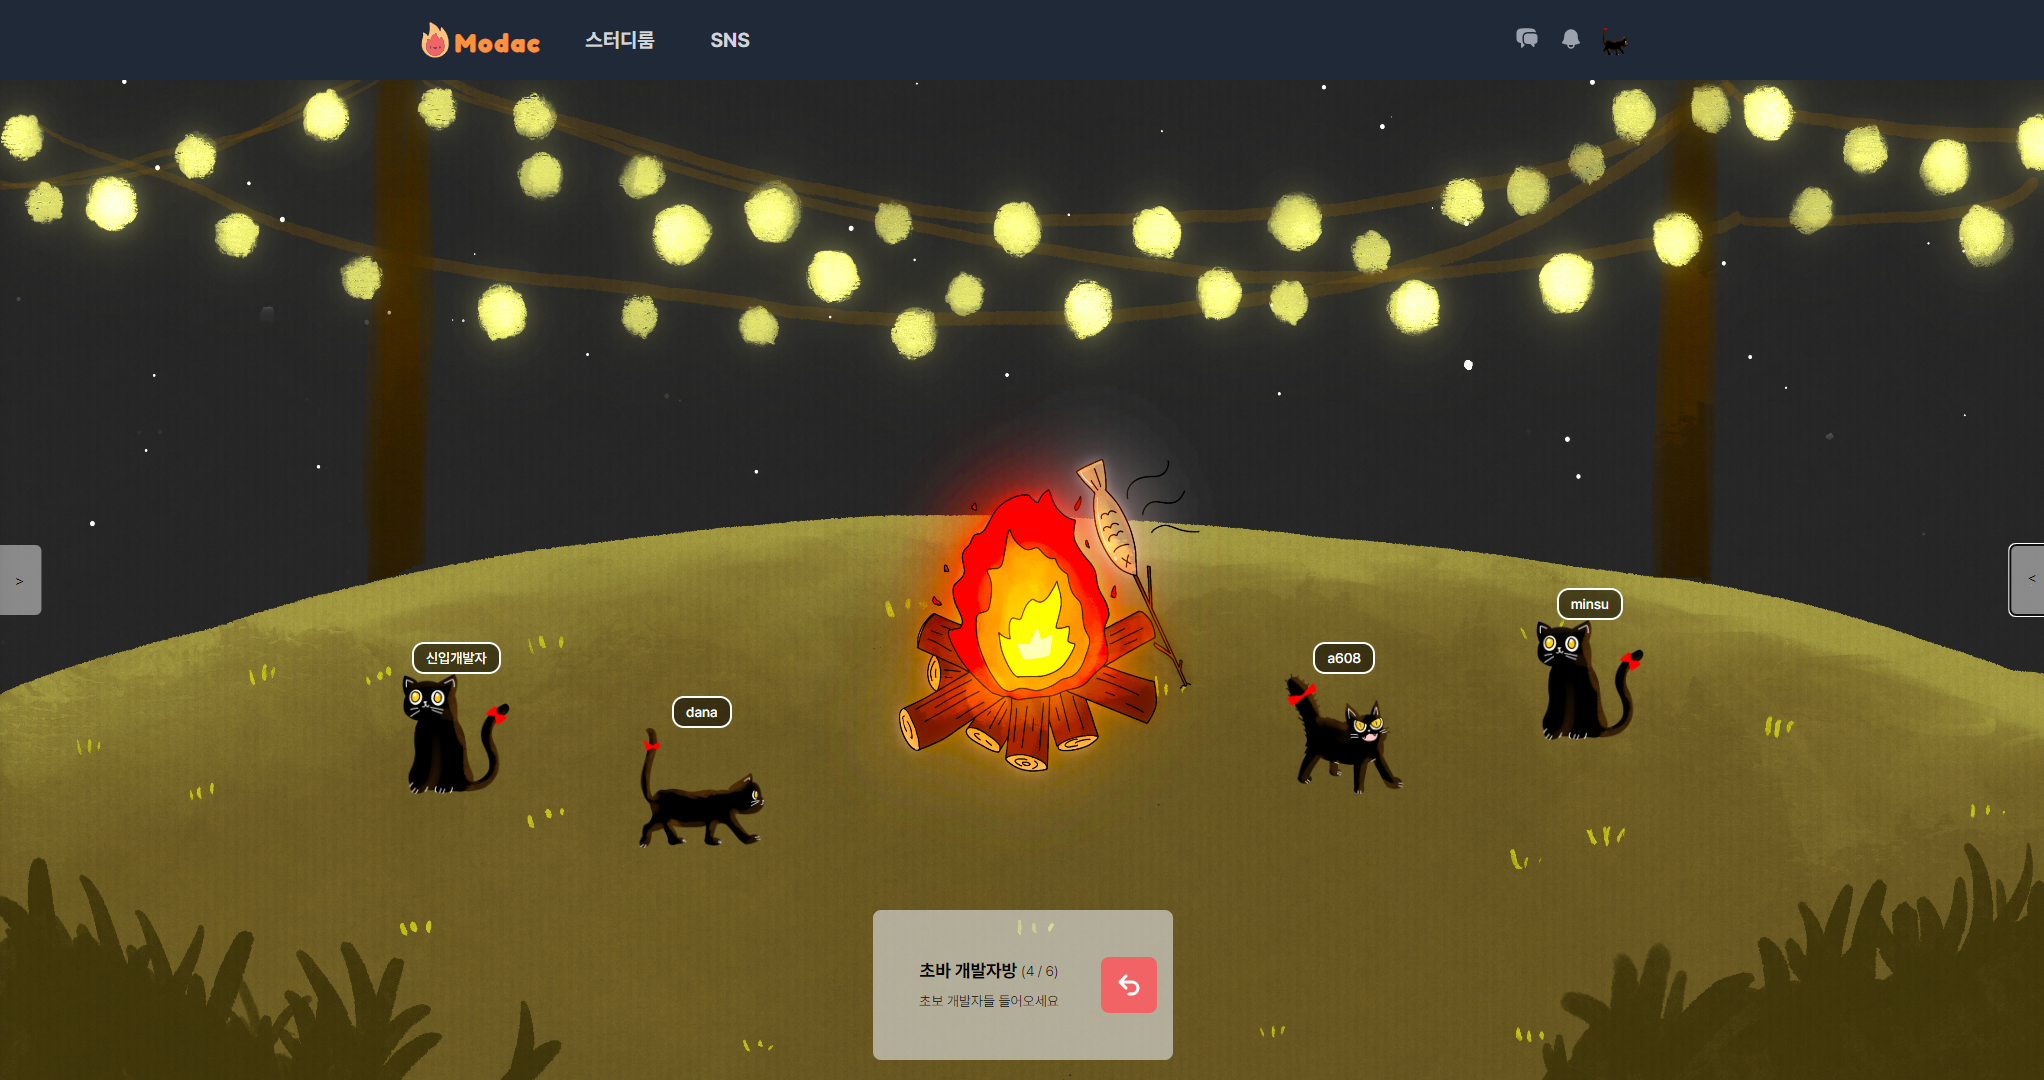 Modac
스터디룸
SNS
>
<
minsu
신입개발자
a608
dana
초바 개발자방 (4 / 6)
초보 개발자들 들어오세요